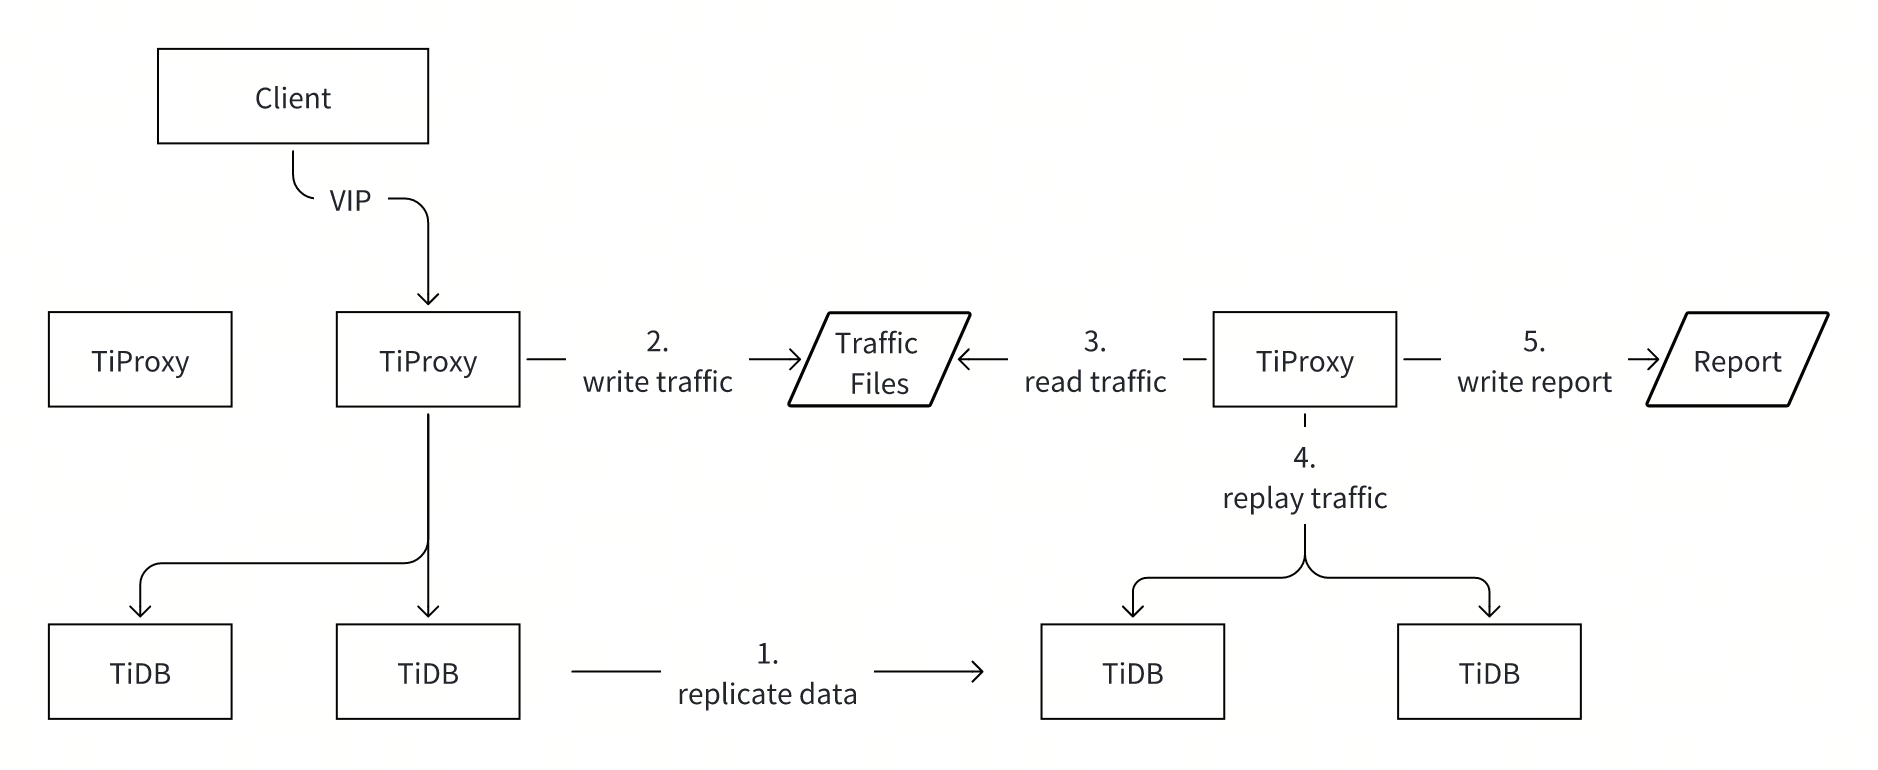 Client
VIP
TiProxy
TiProxy
2.
write traffic
Traffic
Files
3.
read traffic
TiProxy
5.
write report
Report
4.
replay traffic
TiDB
TiDB
1.
replicate data
TiDB
TiDB